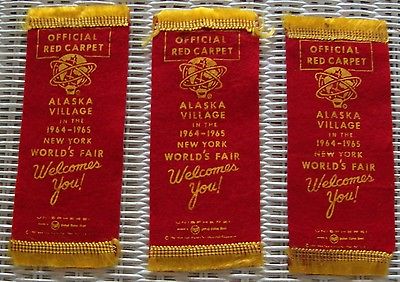 OFFICIAL
RED CARPET
ALASKA
VILLAGE
IN THE
1964-1965
NEW YORK
WORLD'S FAIR
Welcomes
You!
OFFICIAL
RED CARPET
ALASKA
VILLAGE
IN THE
1964-1965
NEW YORK
WORLD'S FAIR
Welcomes
You!
OFFICIAL
RED CARPET
ALASKA
VILLAGE
IN THE
1964-1965
NEW YORK
WORLD'S FAIR
Welcomes
You!